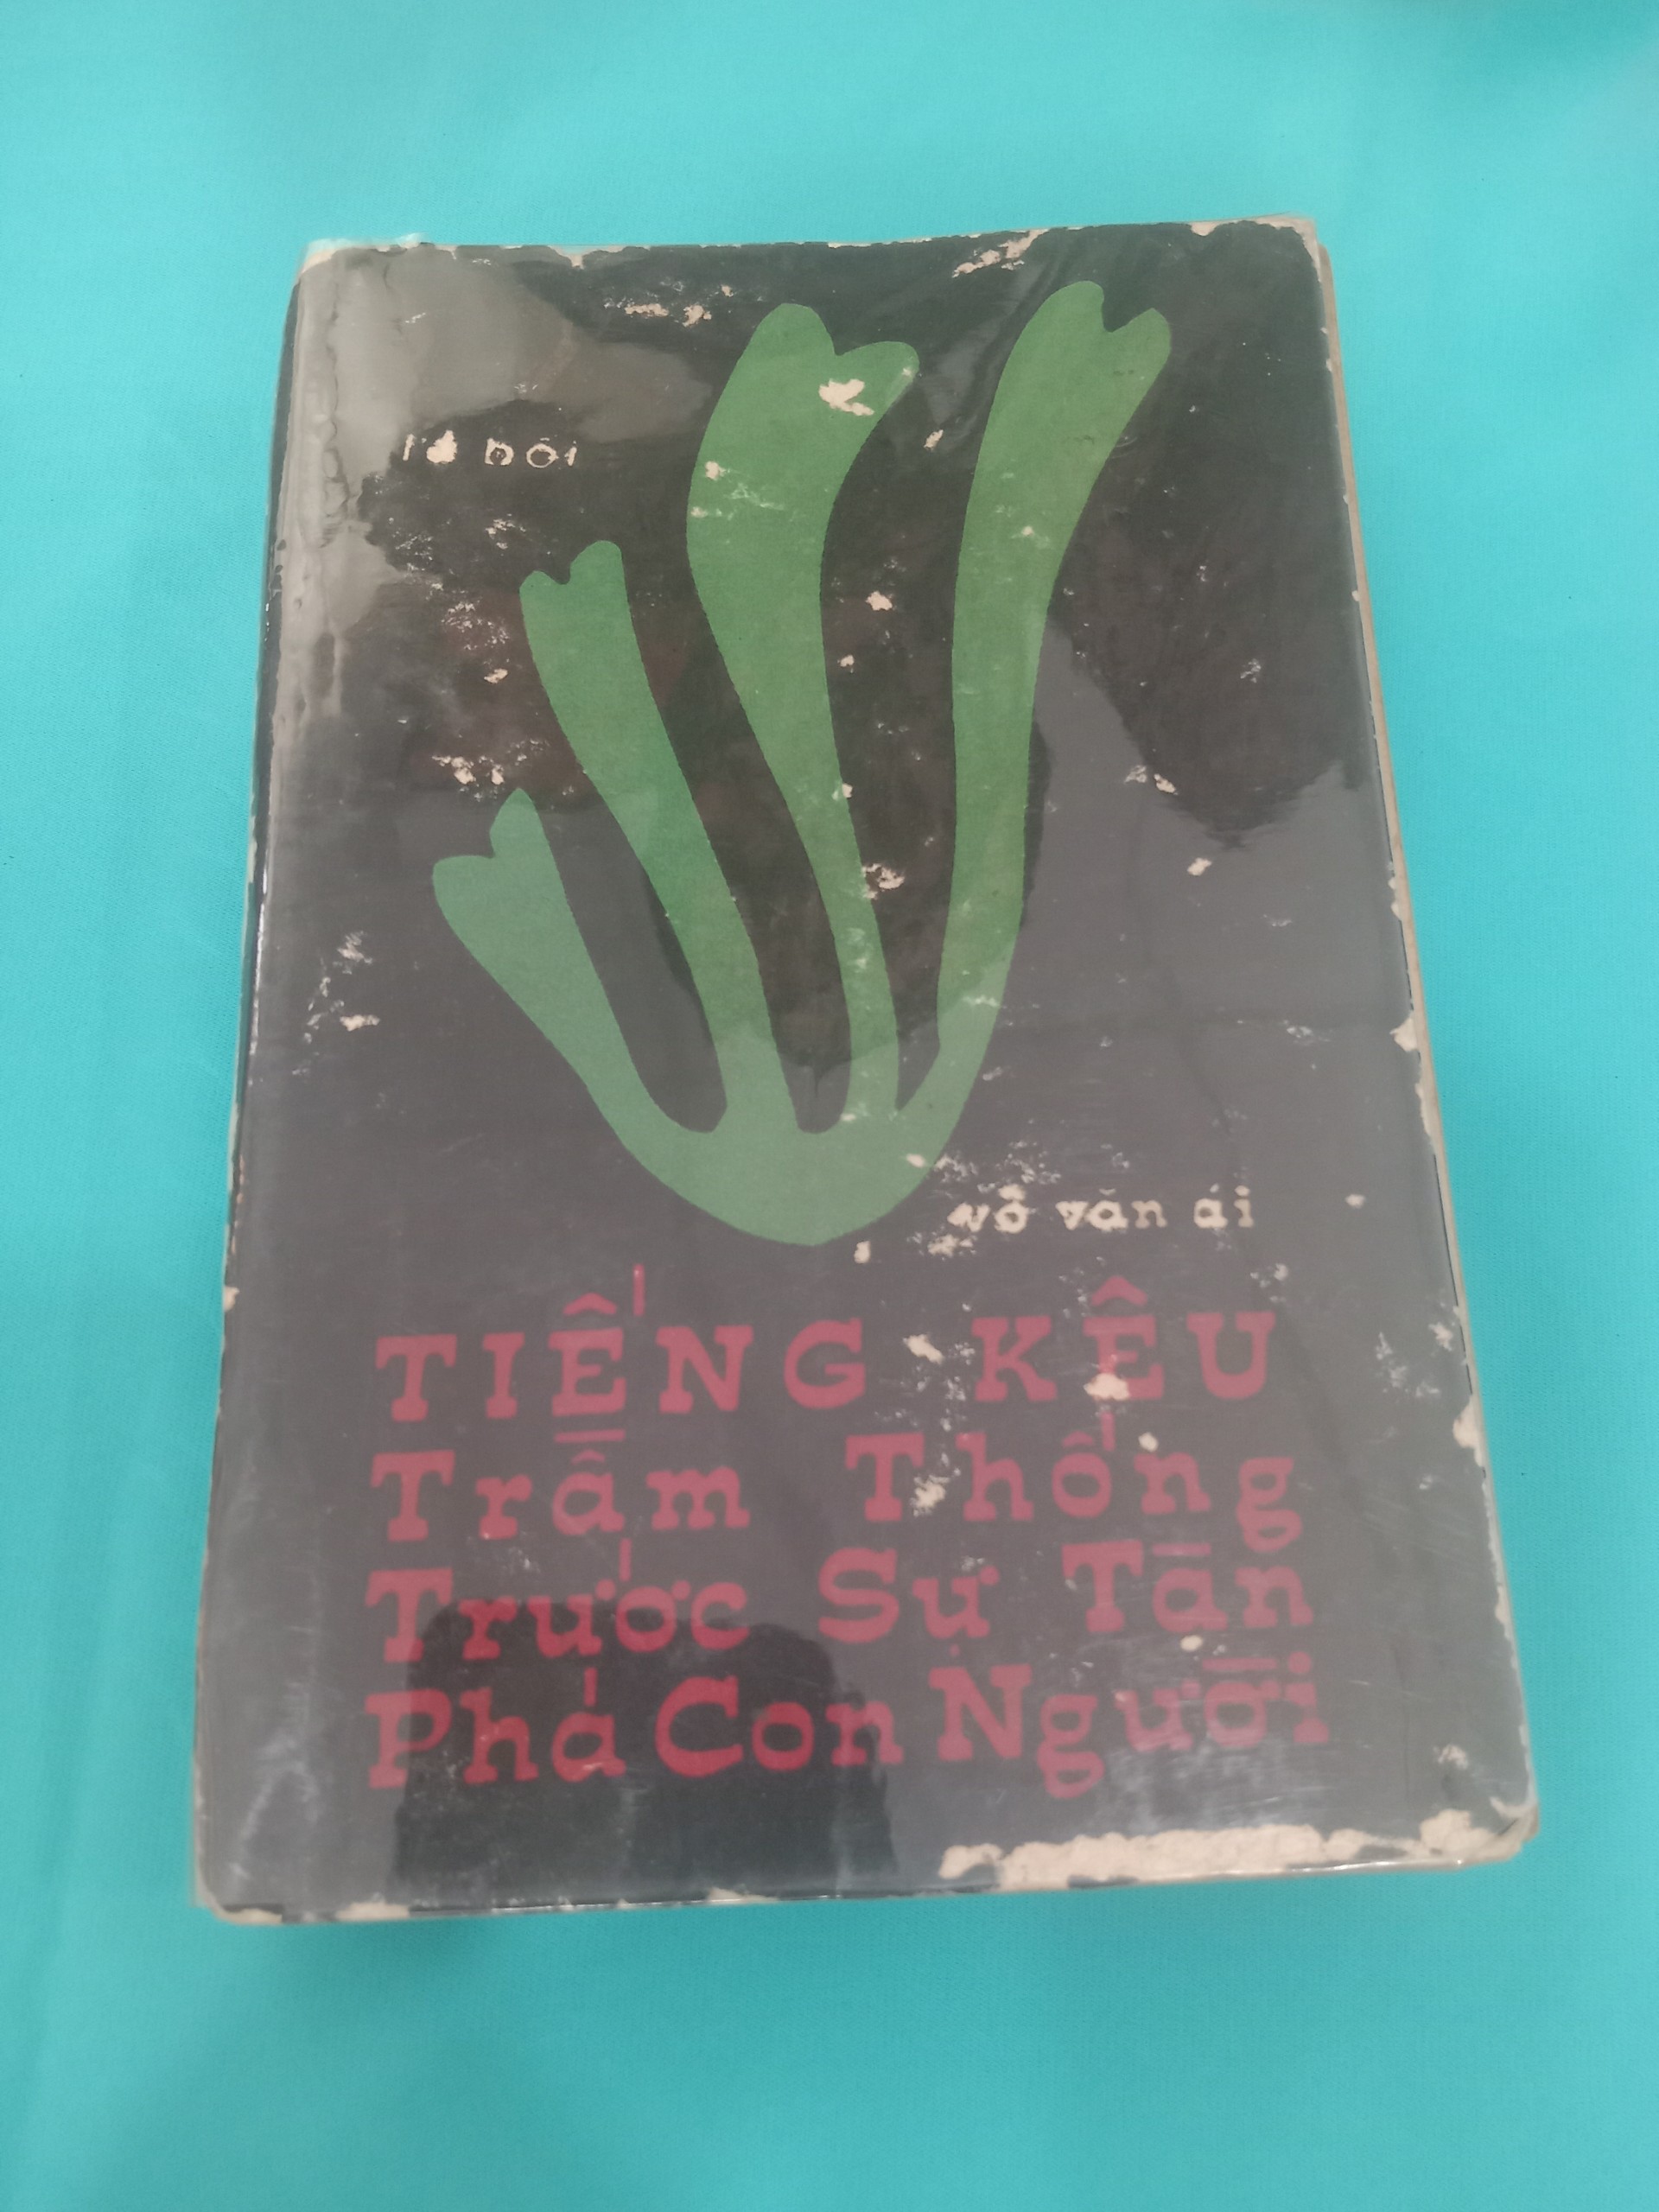 lá bối
võ văn ái
TIẾNG KÊU
Trầm Thống
Trước Sự Tàn
Phá Con Người